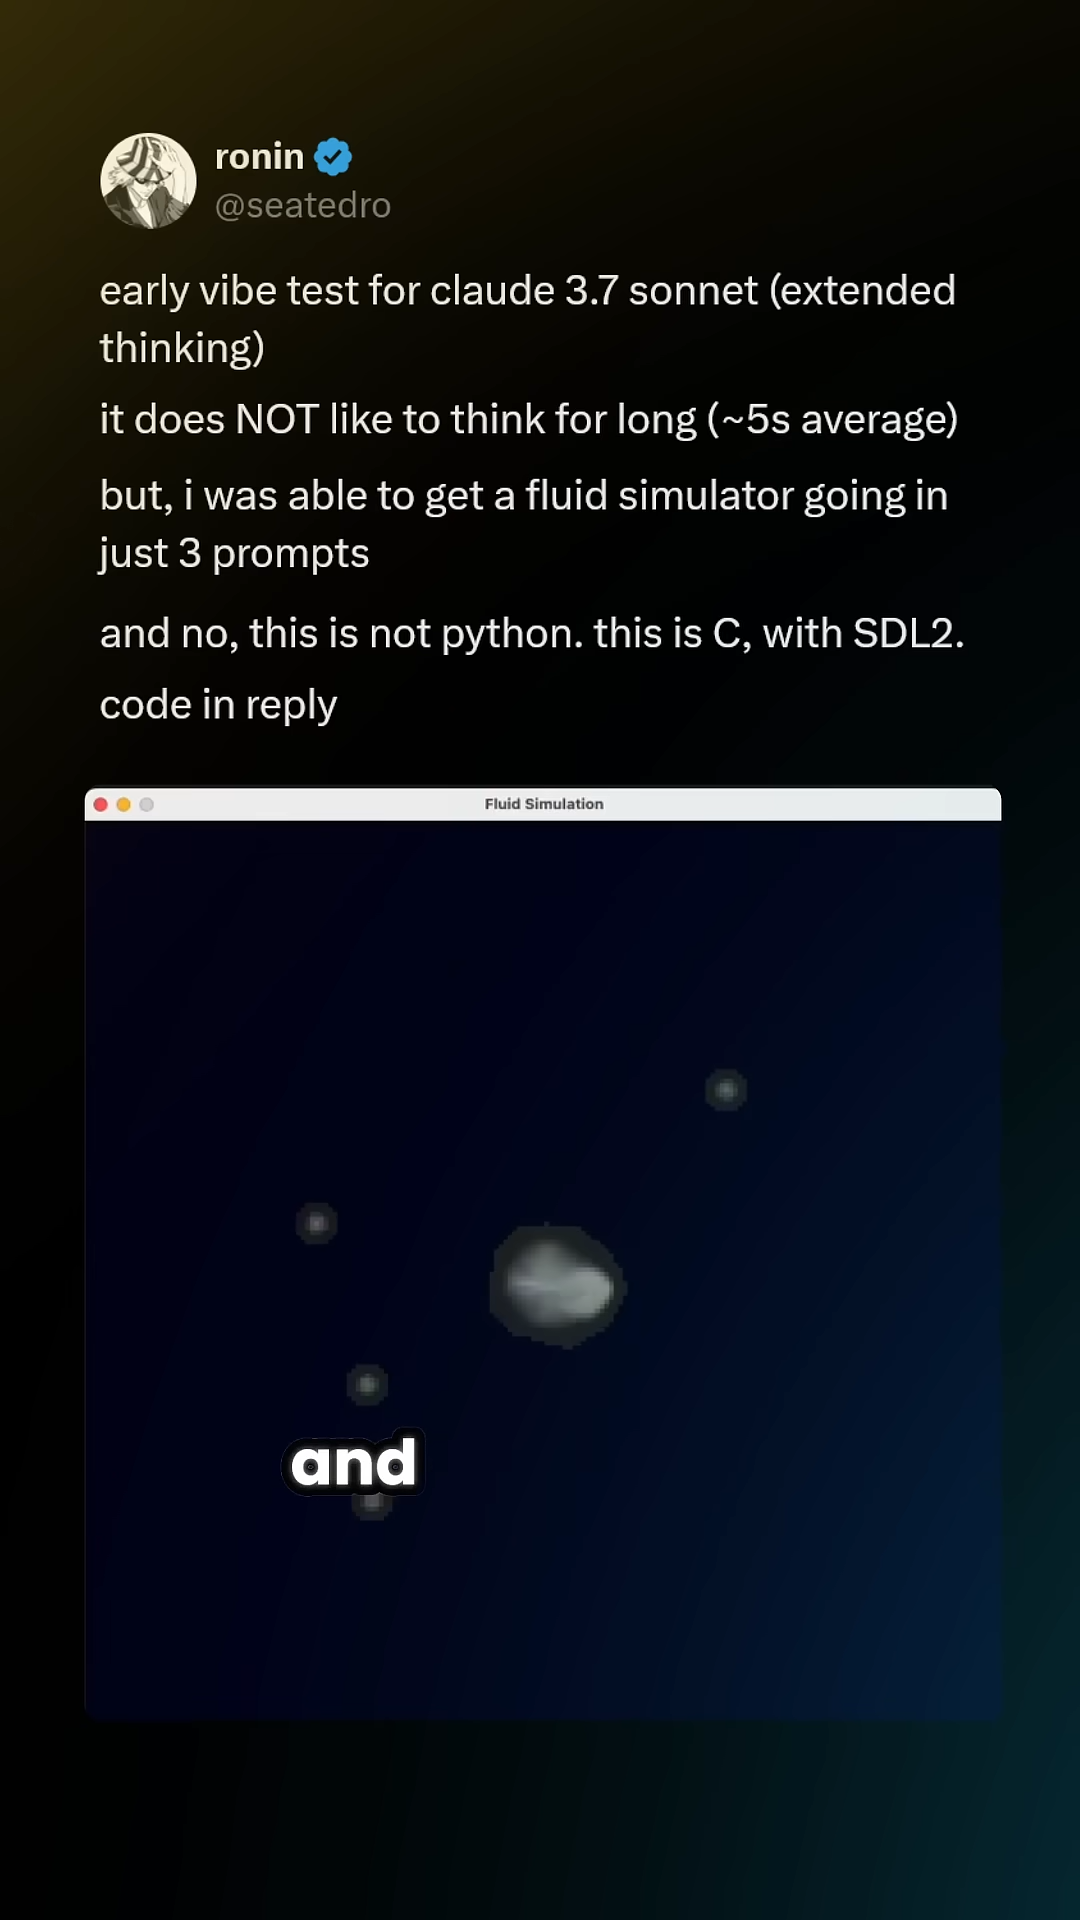 ronin
@seatedro
early vibe test for claude 3.7 sonnet (extended
thinking)
it does NOT like to think for long (~5s average)
but, i was able to get a fluid simulator going in
just 3 prompts
and no, this is not python. this is C, with SDL2.
code in reply
Fluid Simulation
and